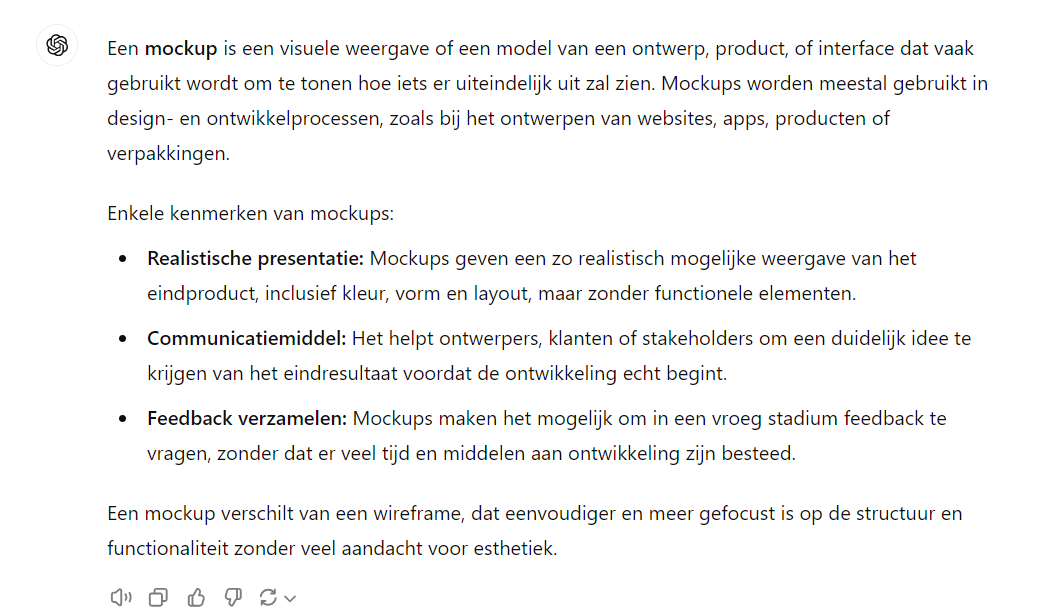 Een mockup is een visuele weergave of een model van een ontwerp, product, of interface dat vaak
gebruikt wordt om te tonen hoe iets er uiteindelijk uit zal zien. Mockups worden meestal gebruikt in
design- en ontwikkelprocessen, zoals bij het ontwerpen van websites, apps, producten of
verpakkingen.
Enkele kenmerken van mockups:
• Realistische presentatie: Mockups geven een zo realistisch mogelijke weergave van het
eindproduct, inclusief kleur, vorm en layout, maar zonder functionele elementen.
• Communicatiemiddel: Het helpt ontwerpers, klanten of stakeholders om een duidelijk idee te
krijgen van het eindresultaat voordat de ontwikkeling echt begint.
• Feedback verzamelen: Mockups maken het mogelijk om in een vroeg stadium feedback te
vragen, zonder dat er veel tijd en middelen aan ontwikkeling zijn besteed.
Een mockup verschilt van een wireframe, dat eenvoudiger en meer gefocust is op de structuur en
functionaliteit zonder veel aandacht voor esthetiek.